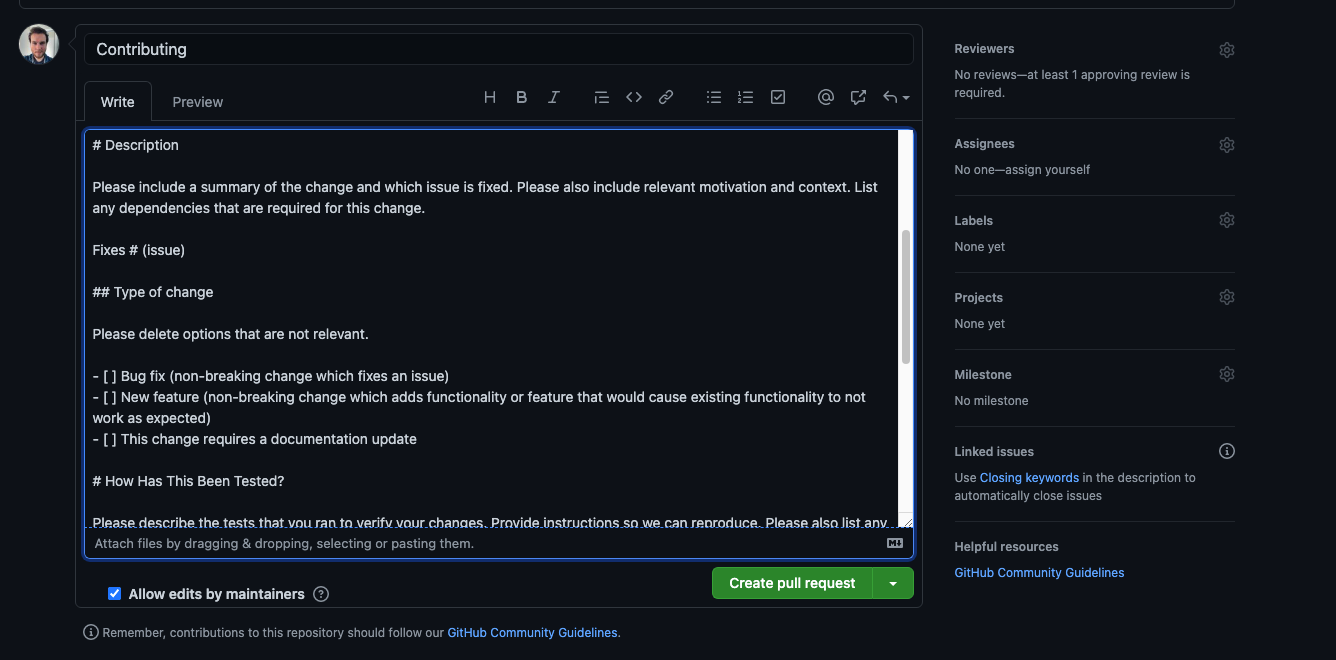 Contributing
Write
Preview
# Description
Please include a summary of the change and which issue is fixed. Please also include relevant motivation and context. List
any dependencies that are required for this change.
Fixes # (issue)
## Type of change
Please delete options that are not relevant.
- [ ] Bug fix (non-breaking change which fixes an issue)
- [ ] New feature (non-breaking change which adds functionality or feature that would cause existing functionality to not
work as expected)
- [ ] This change requires a documentation update
# How Has This Been Tested?
Please describe the tests that you ran to verify your changes. Provide instructions so we can reproduce. Please also list any
Attach files by dragging & dropping, selecting or pasting them.
Allow edits by maintainers
Create pull request
Remember, contributions to this repository should follow our GitHub Community Guidelines.
Reviewers
No reviews—at least 1 approving review is
required.
Assignees
No one—assign yourself
Labels
None yet
Projects
None yet
Milestone
No milestone
Linked issues
Use Closing keywords in the description to
automatically close issues
Helpful resources
GitHub Community Guidelines